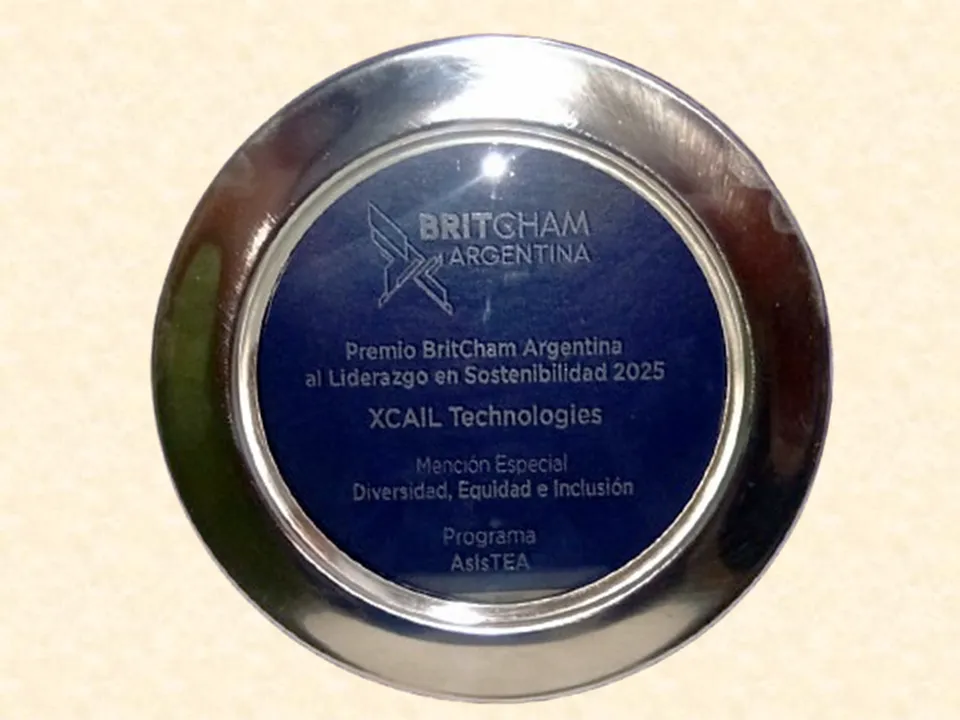 BRITCHAM
ARGENTINA
Premio BritCham Argentina
al Liderazgo en Sostenibilidad 2025
XCAIL Technologies
Mención Especial
Diversidad, Equidad e Inclusión
Programa
AsIsTEA